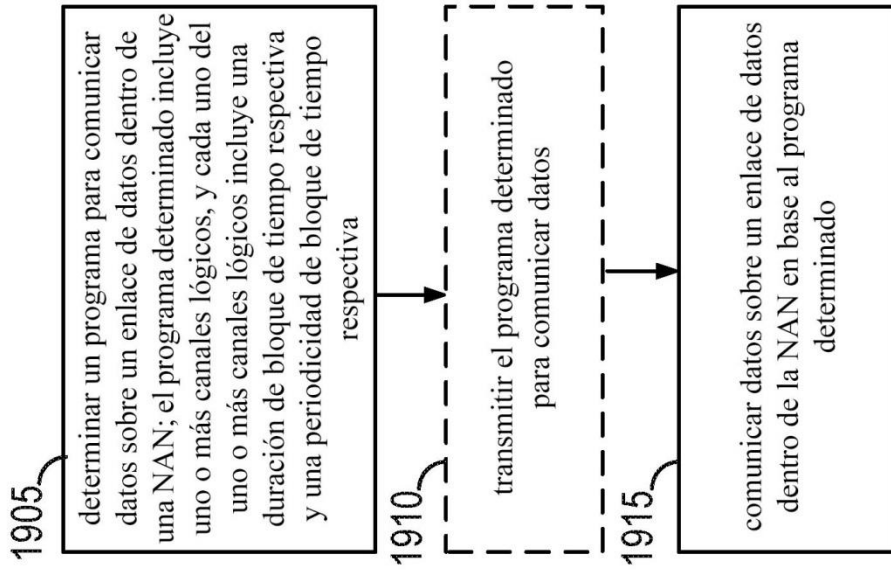 1905
determinar un programa para comunicar
datos sobre un enlace de datos dentro de
una NAN; el programa determinado incluye
uno o más canales lógicos, y cada uno del
uno o más canales lógicos incluye una
duración de bloque de tiempo respectiva
y una periodicidad de bloque de tiempo
respectiva
1910
transmitir el programa determinado
para comunicar datos
1915
comunicar datos sobre un enlace de datos
dentro de la NAN en base al programa
determinado